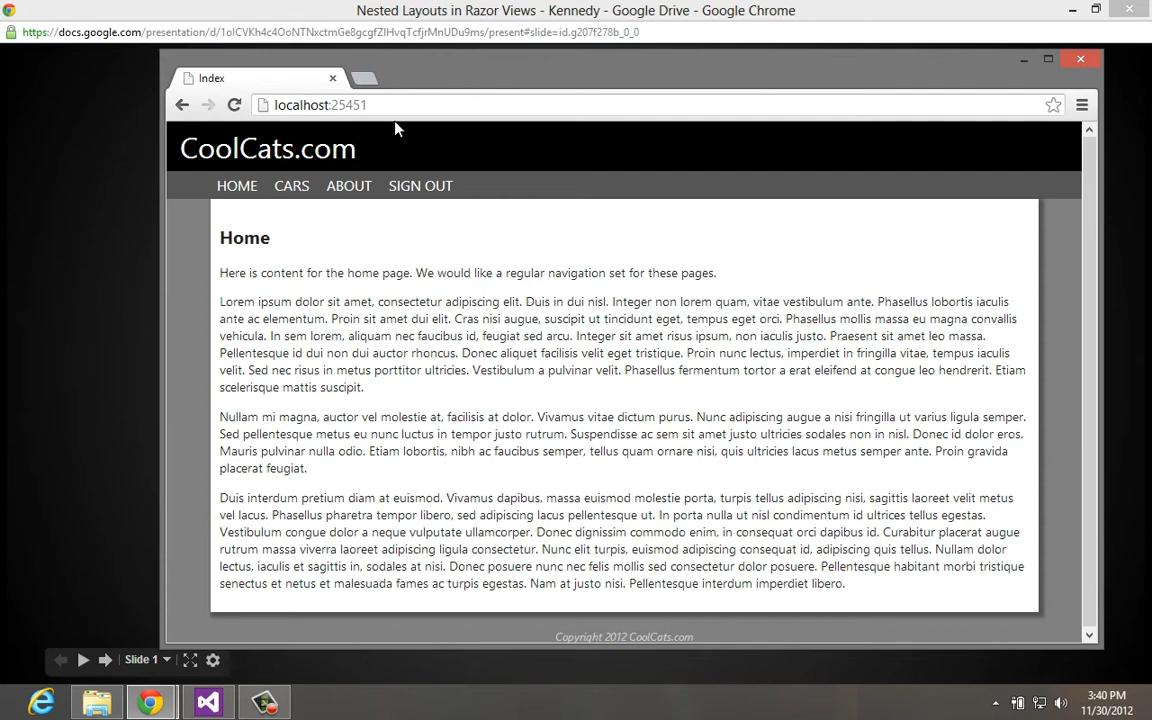 Nested Layouts in Razor Views - Kennedy - Google Drive - Google Chrome
https://docs.google.com/presentation/d/1oICVKh4c4OoNTNxctmGe8gcgfZIHvqTcfjrMnUDu9ms/present#slide=id.g207f278b_0_0
Index
localhost:25451
CoolCats.com
HOME CARS ABOUT SIGN OUT
Home
Here is content for the home page. We would like a regular navigation set for these pages.
Lorem ipsum dolor sit amet, consectetur adipiscing elit. Duis in dui nisl. Integer non lorem quam, vitae vestibulum ante. Phasellus lobortis iaculis
ante ac elementum. Proin sit amet dui elit. Cras nisi augue, suscipit ut tincidunt eget, tempus eget orci. Phasellus mollis massa eu magna convallis
vehicula. In sem lorem, aliquam nec faucibus id, feugiat sed arcu. Integer sit amet risus ipsum, non iaculis justo. Praesent sit amet leo massa.
Pellentesque id dui non dui auctor rhoncus. Donec aliquet facilisis velit eget tristique. Proin nunc lectus, imperdiet in fringilla vitae, tempus iaculis
velit. Sed nec risus in metus porttitor ultricies. Vestibulum a pulvinar velit. Phasellus fermentum tortor a erat eleifend at congue leo hendrerit. Etiam
scelerisque mattis suscipit.
Nullam mi magna, auctor vel molestie at, facilisis at dolor. Vivamus vitae dictum purus. Nunc adipiscing augue a nisi fringilla ut varius ligula semper.
Sed pellentesque metus eu nunc luctus in tempor justo rutrum. Suspendisse ac sem sit amet justo ultricies sodales non in nisl. Donec id dolor eros.
Mauris pulvinar nulla odio. Etiam lobortis, nibh ac faucibus semper, tellus quam ornare nisi, quis ultricies lacus metus semper ante. Proin gravida
placerat feugiat.
Duis interdum pretium diam at euismod. Vivamus dapibus, massa euismod molestie porta, turpis tellus adipiscing nisi, sagittis laoreet velit metus
vel lacus. Phasellus pharetra tempor libero, sed adipiscing lacus pellentesque ut. In porta nulla ut nisl condimentum id ultrices tellus egestas.
Vestibulum congue dolor a neque vulputate ullamcorper. Donec dignissim commodo enim, in consequat orci dapibus id. Curabitur placerat augue
rutrum massa viverra laoreet adipiscing ligula consectetur. Nunc elit turpis, euismod adipiscing consequat id, adipiscing quis tellus. Nullam dolor
lectus, iaculis et sagittis in, sodales at nisi. Donec posuere nunc nec felis mollis sed consectetur dolor posuere. Pellentesque habitant morbi tristique
senectus et netus et malesuada fames ac turpis egestas. Nam at justo nisi. Pellentesque interdum imperdiet libero.
Copyright 2012 CoolCats.com
Slide 1
3:40 PM
11/30/2012